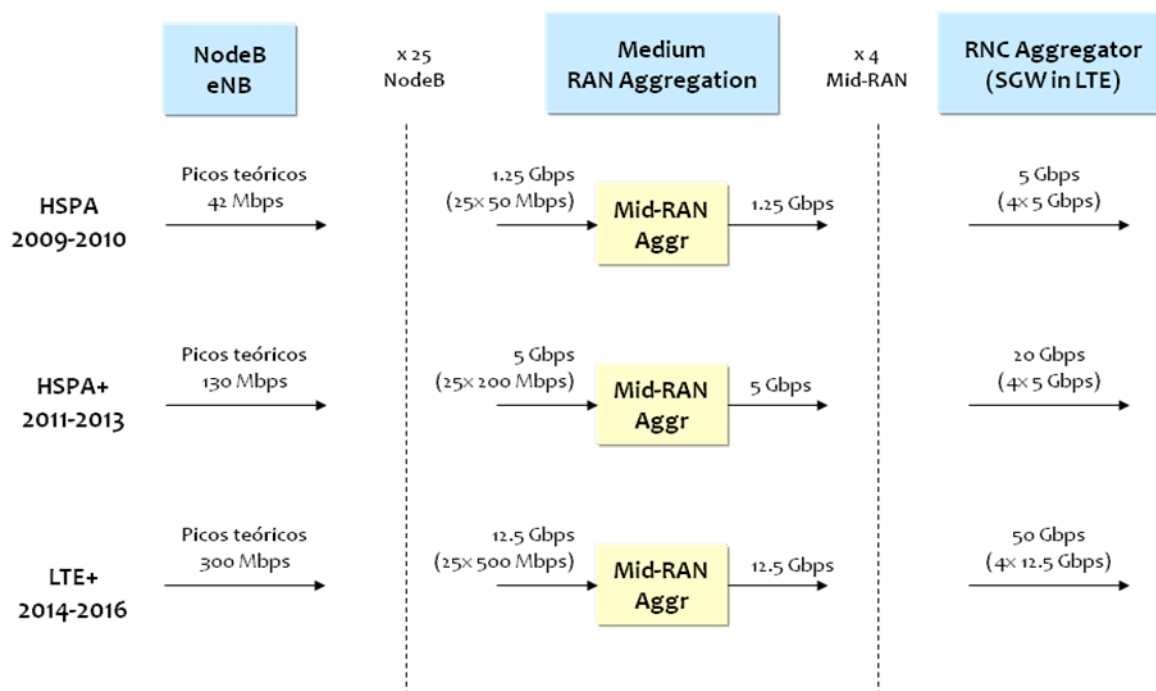 NodeB
eNB
x 25
NodeB
Medium
RAN Aggregation
x 4
Mid-RAN
RNC Aggregator
(SGW in LTE)
HSPA
2009-2010
Picos teóricos
42 Mbps
1.25 Gbps
(25x 50 Mbps)
Mid-RAN
Aggr
1.25 Gbps
5 Gbps
(4x 5 Gbps)
HSPA+
2011-2013
Picos teóricos
130 Mbps
5 Gbps
(25x 200 Mbps)
Mid-RAN
Aggr
5 Gbps
20 Gbps
(4x 5 Gbps)
LTE+
2014-2016
Picos teóricos
300 Mbps
12.5 Gbps
(25x 500 Mbps)
Mid-RAN
Aggr
12.5 Gbps
50 Gbps
(4x 12.5 Gbps)